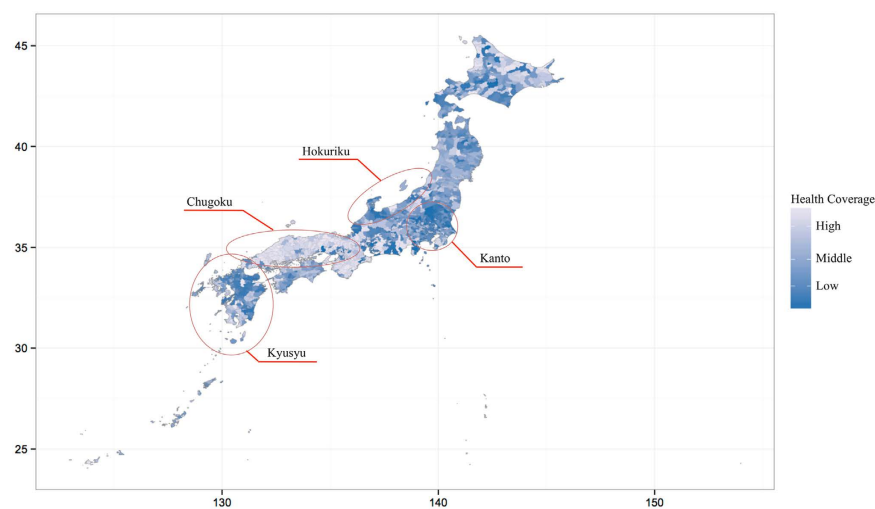 45
40
35
30
25
130
140
150
Hokuriku
Chugoku
Kanto
Kyusyu
Health Coverage
High
Middle
Low